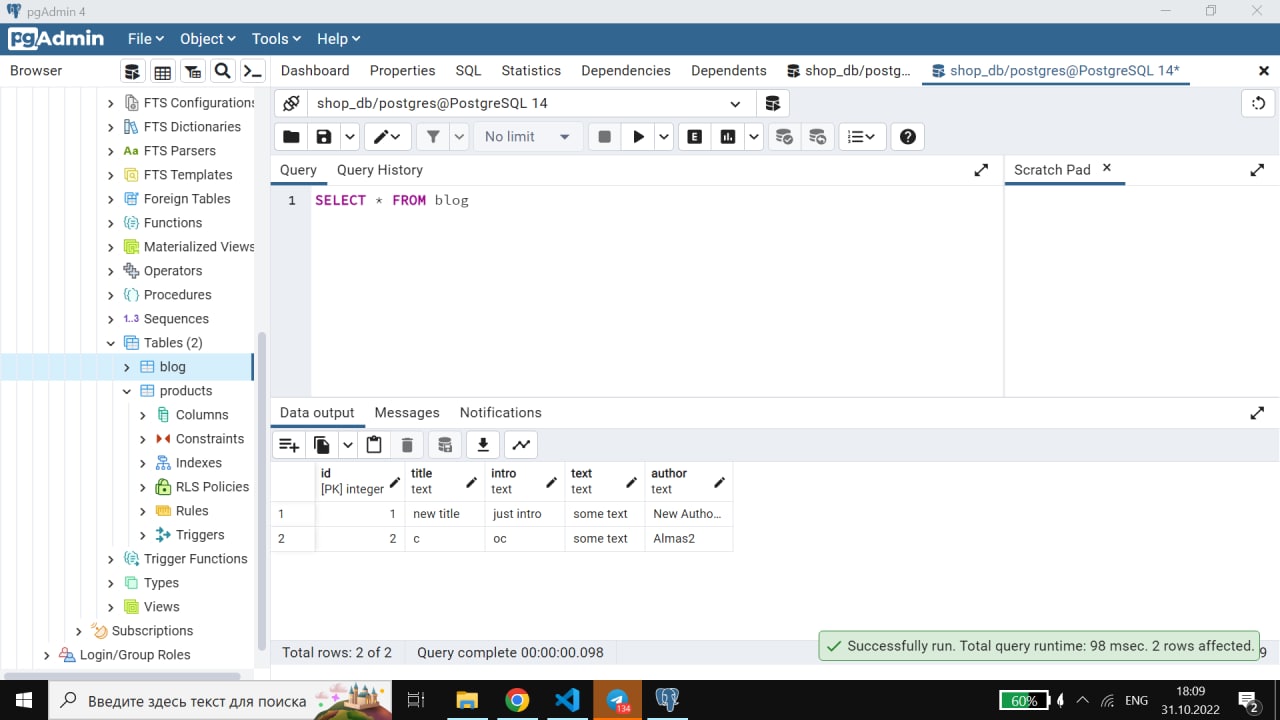 pgAdmin 4
pgAdmin File Object Tools Help
Browser
Dashboard Properties SQL Statistics Dependencies Dependents shop_db/postg... shop_db/postgres@PostgreSQL 14*
shop_db/postgres@PostgreSQL 14
No limit
E
Query Query History
Scratch Pad
1 SELECT * FROM blog
FTS Configurations
FTS Dictionaries
Aa FTS Parsers
FTS Templates
Foreign Tables
Functions
Materialized Views
Operators
Procedures
1..3 Sequences
Tables (2)
blog
products
Columns
Constraints
Indexes
RLS Policies
Rules
Triggers
Trigger Functions
Types
Views
Subscriptions
Login/Group Roles
Data output Messages Notifications
id title intro text author
[PK] integer text text text text
1 1 new title just intro some text New Autho...
2 2 c oc some text Almas2
Total rows: 2 of 2 Query complete 00:00:00.098
Successfully run. Total query runtime: 98 msec. 2 rows affected.
9
Введите здесь текст для поиска
134
60%
ENG
18:09
31.10.2022
2